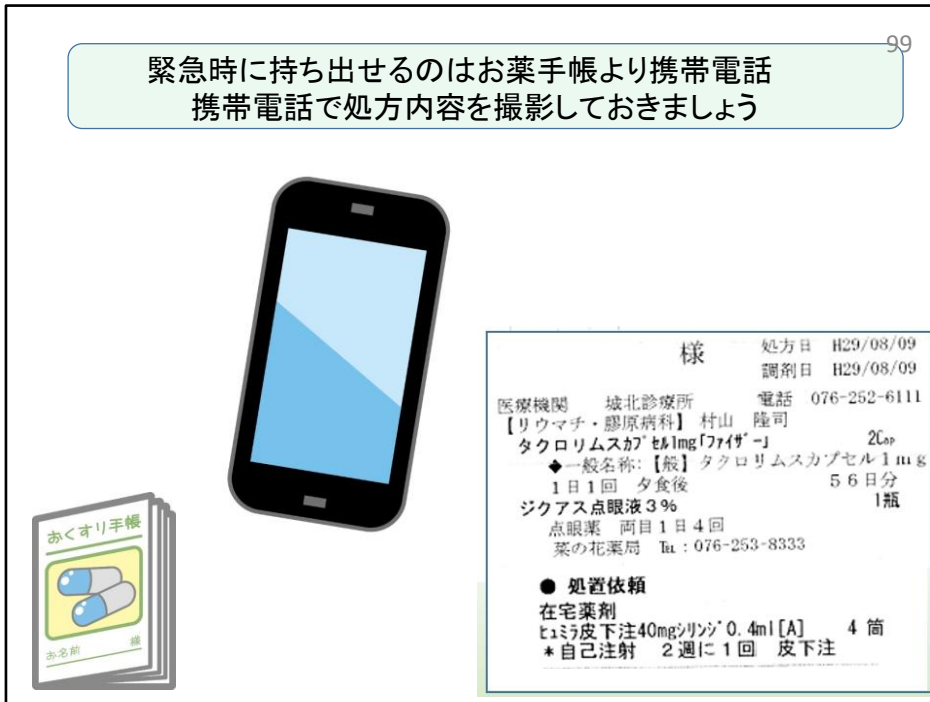 99
緊急時に持ち出せるのはお薬手帳より携帯電話
携帯電話で処方内容を撮影しておきましょう
おくすり手帳
お名前 様
様 処方日 H29/08/09
調剤日 H29/08/09
医療機関 城北診療所 電話 076-252-6111
【リウマチ・膠原病科】 村山 隆司
タクロリムスカプセル1mg「ファイザー」 2Cap
◆一般名称:【般】タクロリムスカプセル1mg
1日1回 夕食後 56日分
ジクアス点眼液3% 1瓶
点眼薬 両目1日4回
菜の花薬局 ℡:076-253-8333
● 処置依頼
在宅薬剤
ヒュミラ皮下注40mgシリンジ0.4ml[A] 4 筒
*自己注射 2週に1回 皮下注